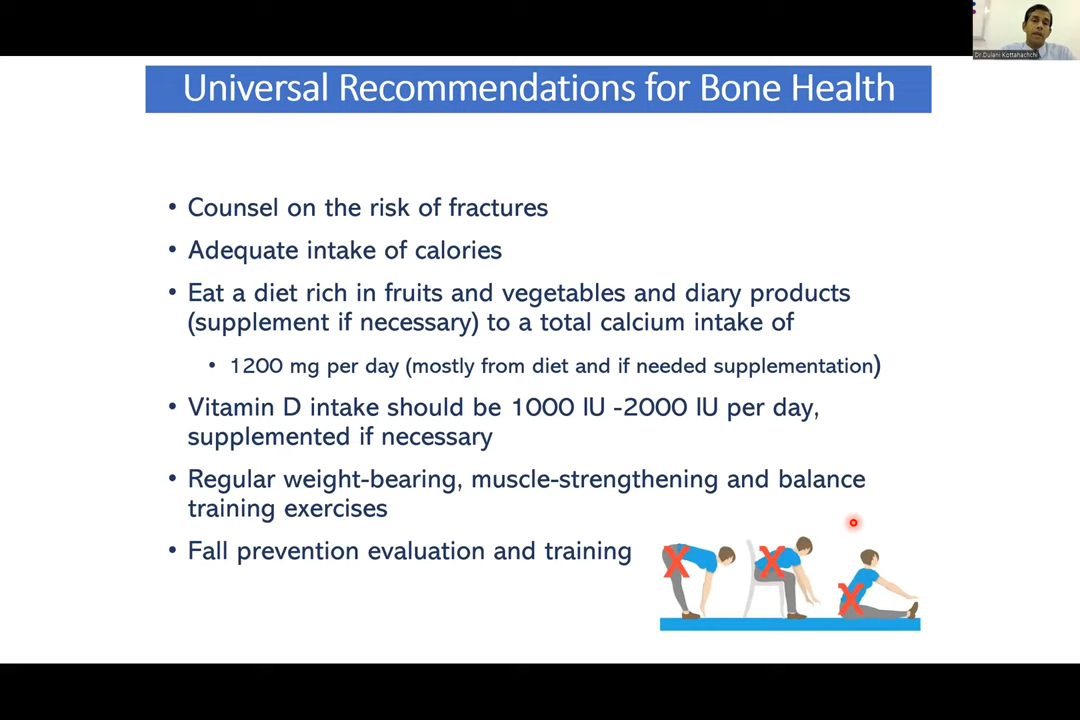 Dr Dulani Kottahachchi
Universal Recommendations for Bone Health
• Counsel on the risk of fractures
• Adequate intake of calories
• Eat a diet rich in fruits and vegetables and diary products
(supplement if necessary) to a total calcium intake of
• 1200 mg per day (mostly from diet and if needed supplementation)
• Vitamin D intake should be 1000 IU -2000 IU per day,
supplemented if necessary
• Regular weight-bearing, muscle-strengthening and balance
training exercises
• Fall prevention evaluation and training
X X X